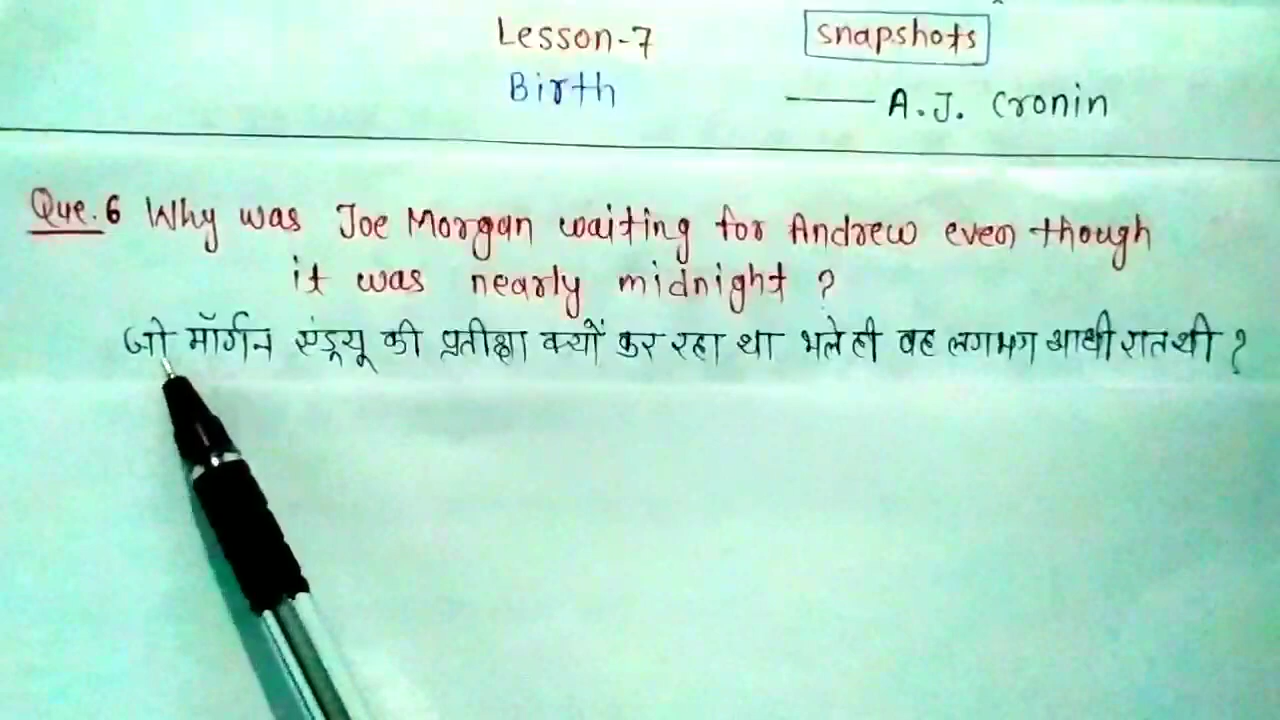 Lesson-7
snapshots
Birth
A.J. Cronin
Que. 6 Why was Joe Morgan waiting for Andrew even though
it was nearly midnight ?
जो मॉर्गन एंड्रयू की प्रतीक्षा क्यों कर रहा था भले ही वह लगभग आधी रात थी ?